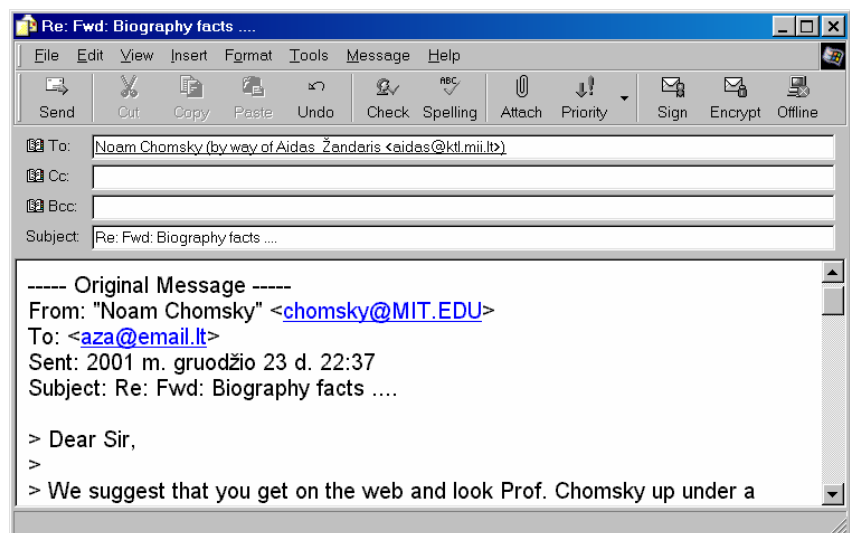 Re: Fwd: Biography facts ....
File Edit View Insert Format Tools Message Help
Send Cut Copy Paste Undo Check Spelling Attach Priority Sign Encrypt Offline
To: Noam Chomsky (by way of Aidas Žandaris <aidas@ktl.mii.lt>)
Cc:
Bcc:
Subject: Re: Fwd: Biography facts ....
----- Original Message -----
From: "Noam Chomsky" <chomsky@MIT.EDU>
To: <aza@email.lt>
Sent: 2001 m. gruodžio 23 d. 22:37
Subject: Re: Fwd: Biography facts ....
> Dear Sir,
>
> We suggest that you get on the web and look Prof. Chomsky up under a